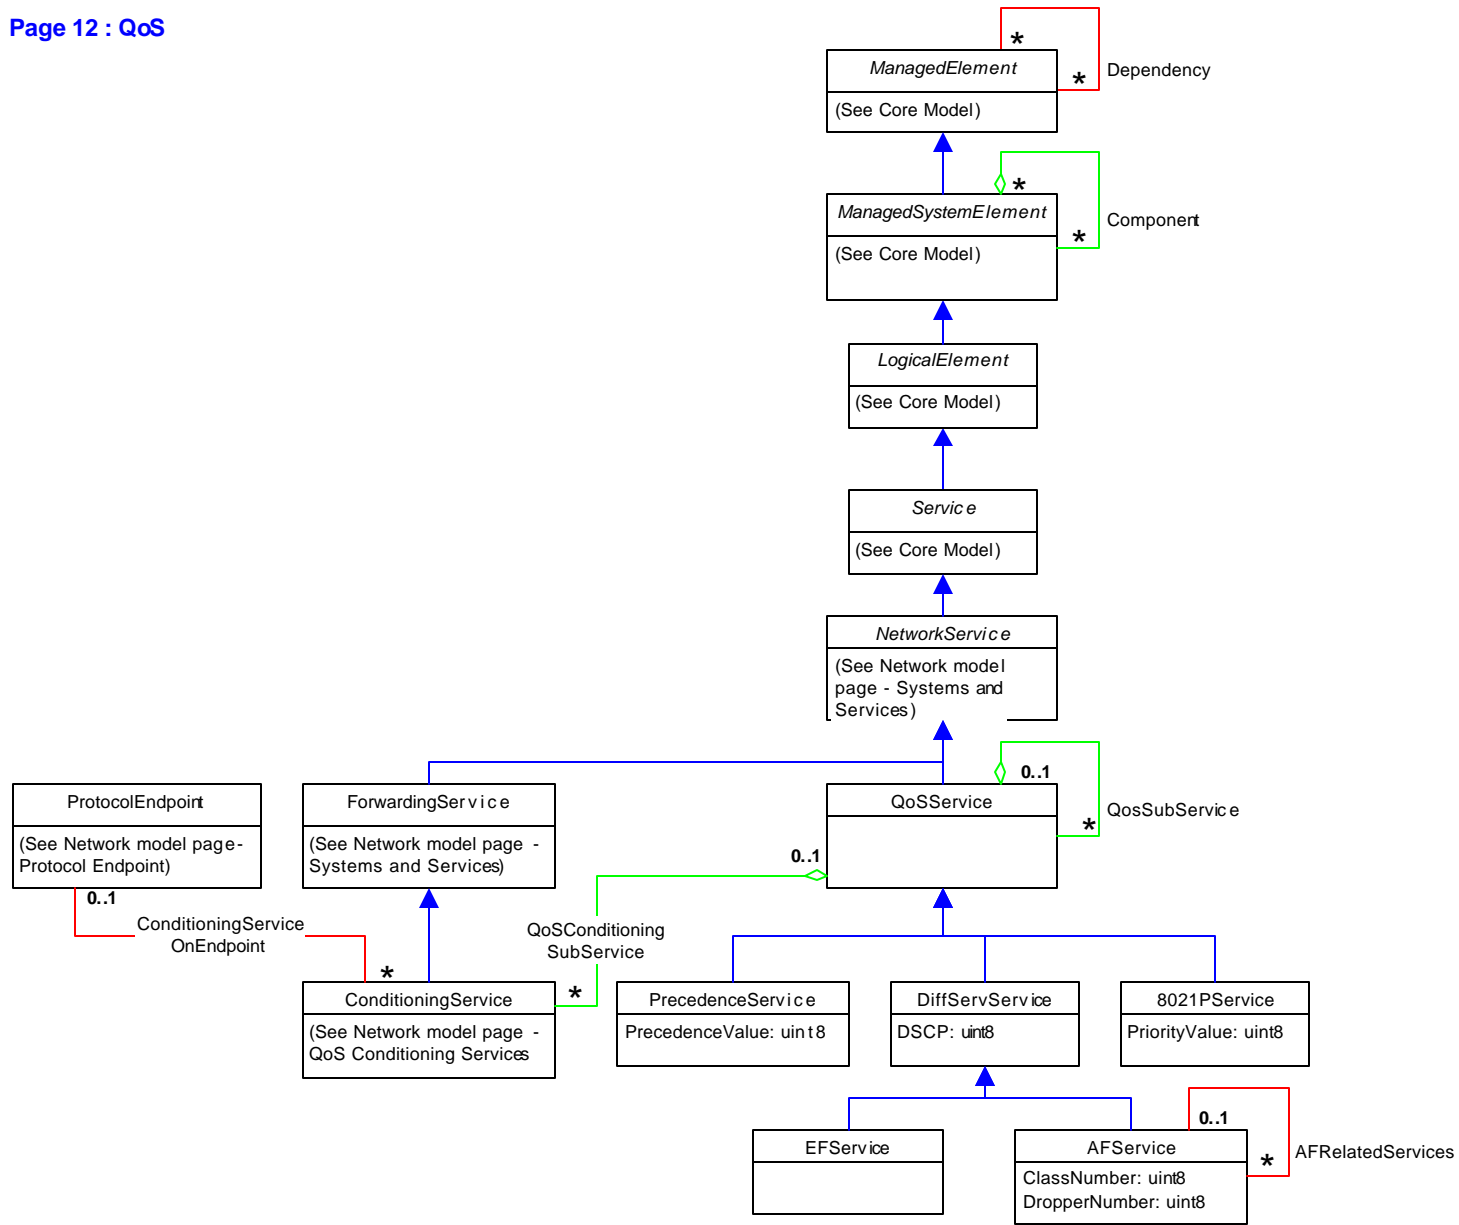 Page 12 : QoS
*
ManagedElement
*
Dependency
(See Core Model)
*
ManagedSystemElement
*
Component
(See Core Model)
LogicalElement
(See Core Model)
Service
(See Core Model)
NetworkService
(See Network model
page - Systems and
Services)
0..1
QoSService
*
QosSubService
ProtocolEndpoint
(See Network model page-
Protocol Endpoint)
0..1
ForwardingService
(See Network model page -
Systems and Services)
0..1
ConditioningService
OnEndpoint
*
QoSConditioning
SubService
*
ConditioningService
(See Network model page -
QoS Conditioning Services
PrecedenceService
PrecedenceValue: uint8
DiffServService
DSCP: uint8
8021PService
PriorityValue: uint8
EFService
0..1
AFService
*
AFRelatedServices
ClassNumber: uint8
DropperNumber: uint8